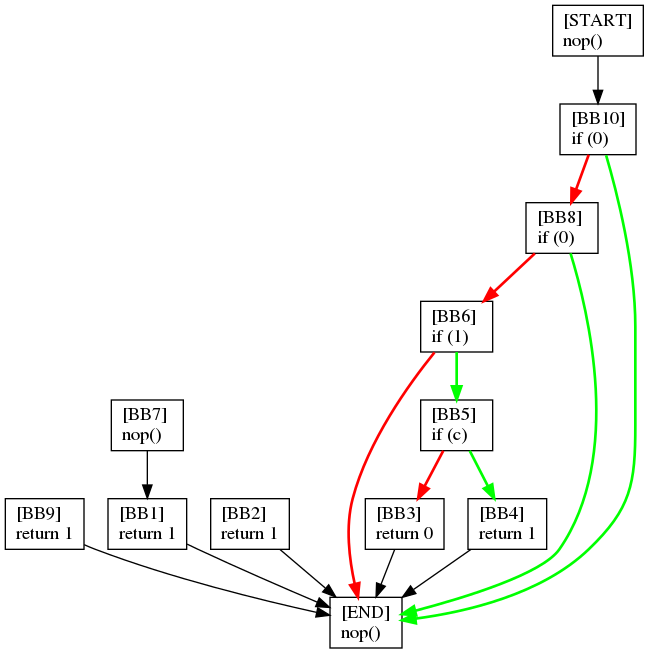 [START]
nop()
[BB10]
if (0)
[BB8]
if (0)
[BB6]
if (1)
[BB7]
nop()
[BB5]
if (c)
[BB9]
return 1
[BB1]
return 1
[BB2]
return 1
[BB3]
return 0
[BB4]
return 1
[END]
nop()